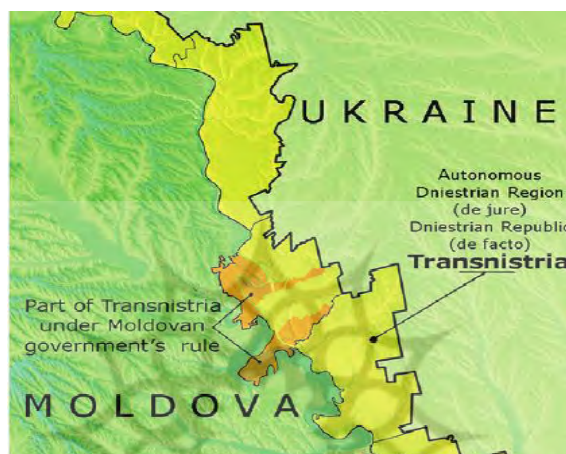 UKRAINE
Autonomous
Dniestrian Region
(de jure)
Dniestrian Republic
(de facto)
Transnistria
Part of Transnistria
under Moldovan
government's rule
MOLDOVA